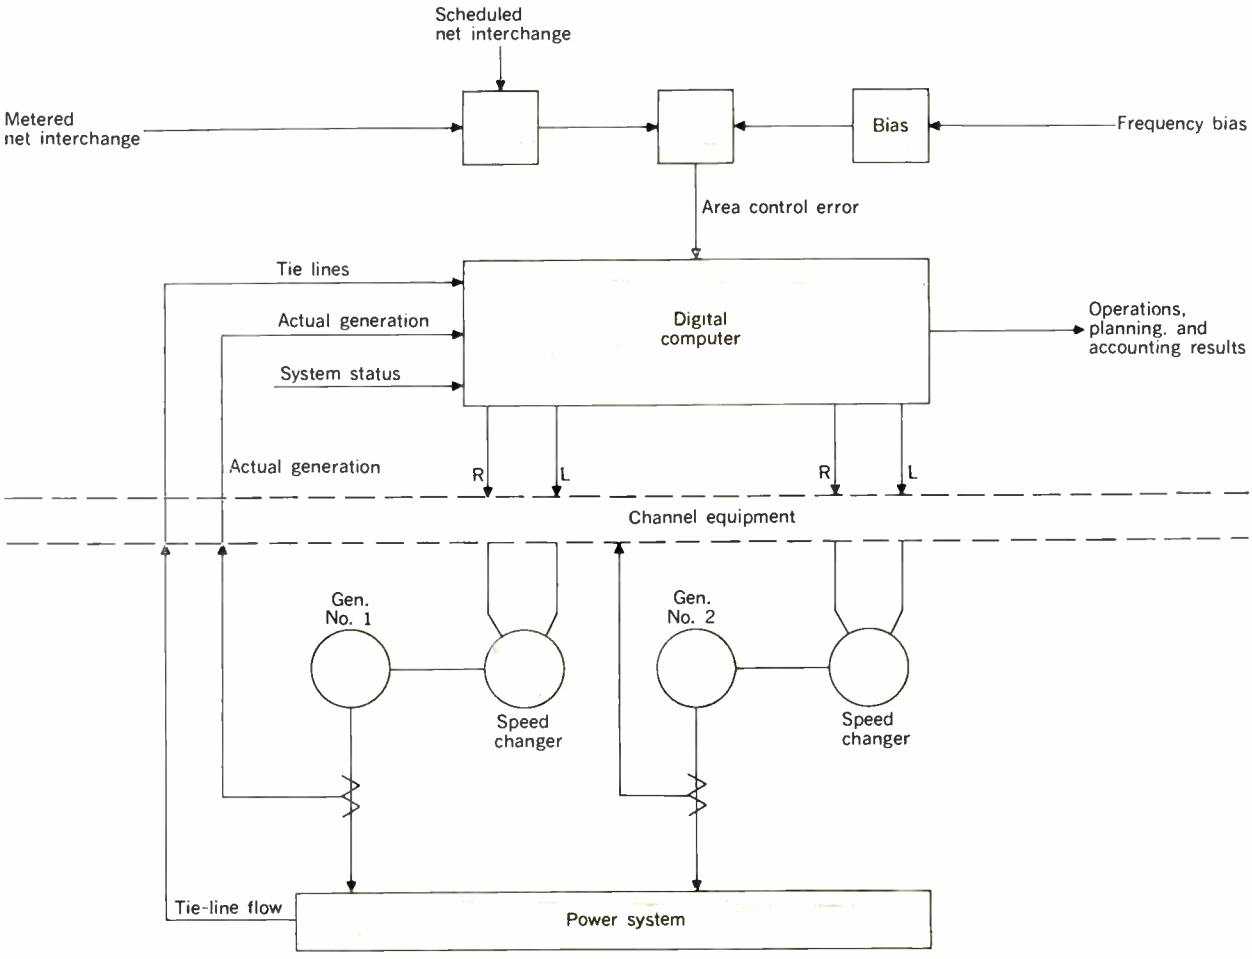 Scheduled
net interchange
Metered
net interchange
Bias
Frequency bias
Area control error
Tie lines
Actual generation
System status
Digital
computer
Operations,
planning. and
accounting results
Actual generation
R
L
R
L
Channel equipment
Gen.
No. 1
Gen.
No. 2
Speed
changer
Speed
changer
Tie-line flow
Power system